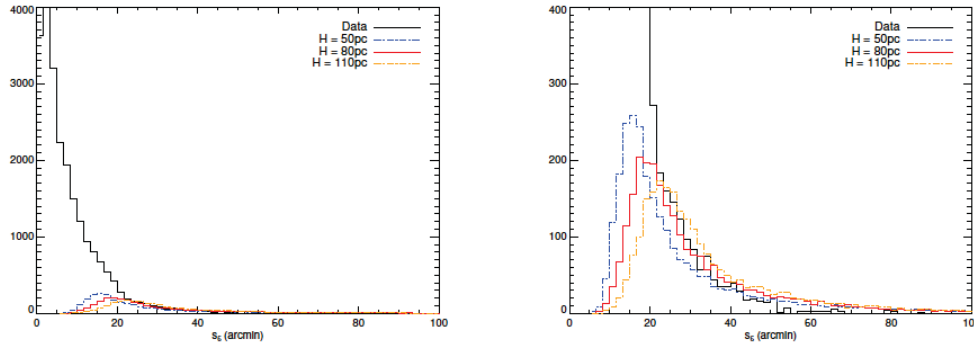 4000
3000
2000
1000
0
0 20 40 60 80 100
s₆ (arcmin)
Data
H = 50pc
H = 80pc
H = 110pc
400
300
200
100
0
0 20 40 60 80 100
s₆ (arcmin)
Data
H = 50pc
H = 80pc
H = 110pc